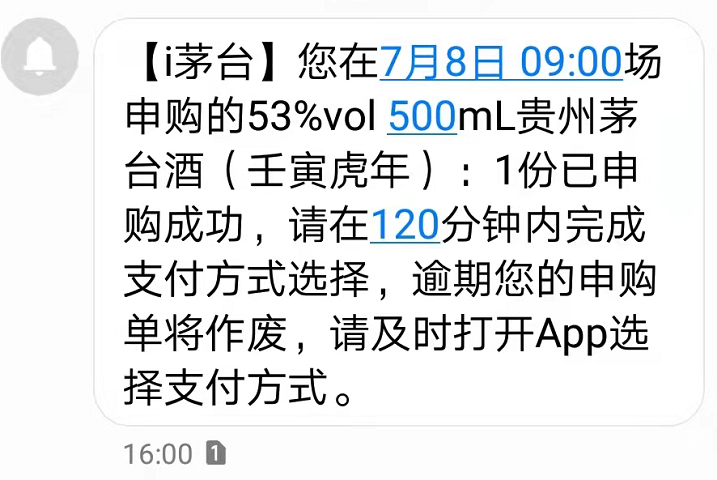 【i茅台】您在7月8日 09:00场
申购的53%vol 500mL贵州茅
台酒（壬寅虎年）：1份已申
购成功，请在120分钟内完成
支付方式选择，逾期您的申购
单将作废，请及时打开App选
择支付方式。
16:00 1